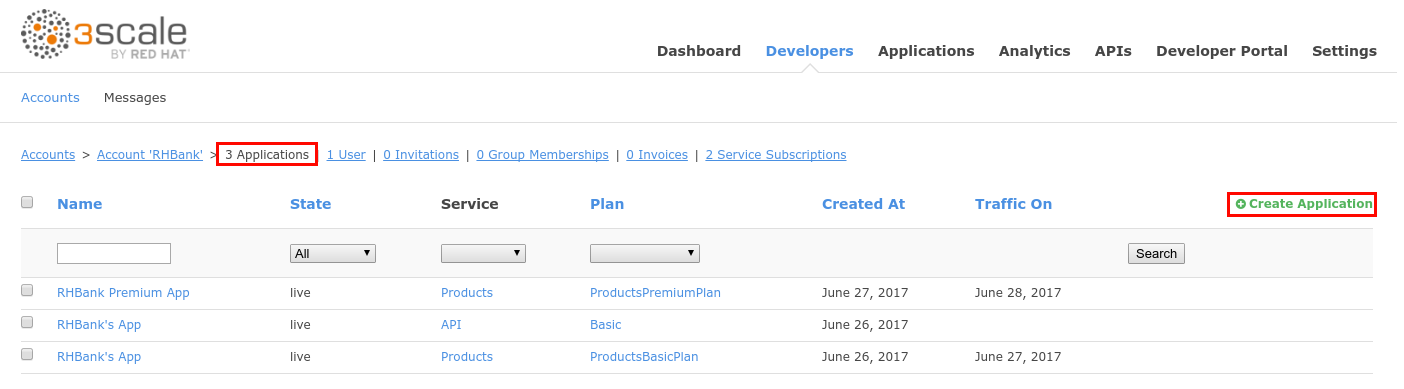 3scale
BY RED HAT
Dashboard Developers Applications Analytics APIs Developer Portal Settings
Accounts Messages
Accounts > Account 'RHBank' > 3 Applications | 1 User | 0 Invitations | 0 Group Memberships | 0 Invoices | 2 Service Subscriptions
Name State Service Plan Created At Traffic On Create Application
All Search
RHBank Premium App live Products ProductsPremiumPlan June 27, 2017 June 28, 2017
RHBank's App live API Basic June 26, 2017
RHBank's App live Products ProductsBasicPlan June 26, 2017 June 27, 2017